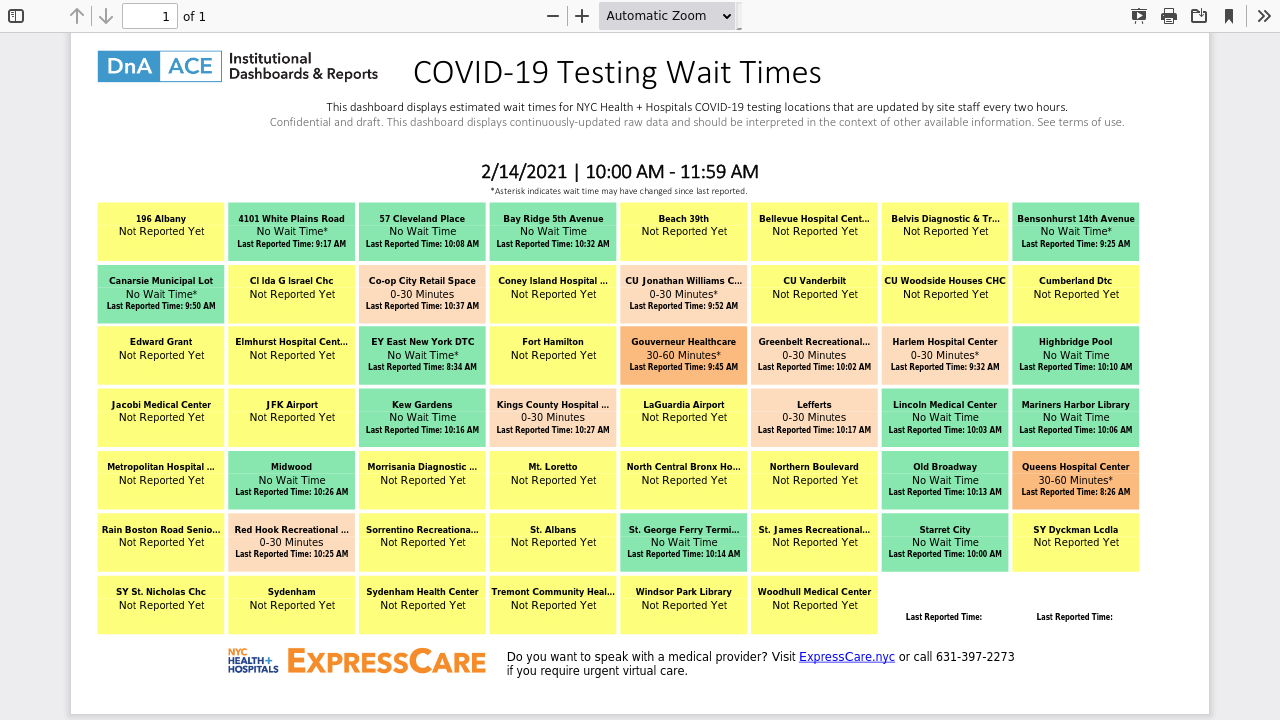 1 of 1 Automatic Zoom
DnA ACE Institutional
Dashboards & Reports
COVID-19 Testing Wait Times
This dashboard displays estimated wait times for NYC Health + Hospitals COVID-19 testing locations that are updated by site staff every two hours.
Confidential and draft. This dashboard displays continuously-updated raw data and should be interpreted in the context of other available information. See terms of use.
2/14/2021 | 10:00 AM - 11:59 AM
*Asterisk indicates wait time may have changed since last reported.
196 Albany
Not Reported Yet
4101 White Plains Road
No Wait Time*
Last Reported Time: 9:17 AM
57 Cleveland Place
No Wait Time
Last Reported Time: 10:08 AM
Bay Ridge 5th Avenue
No Wait Time
Last Reported Time: 10:32 AM
Beach 39th
Not Reported Yet
Bellevue Hospital Cent...
Not Reported Yet
Belvis Diagnostic & Tr...
Not Reported Yet
Bensonhurst 14th Avenue
No Wait Time*
Last Reported Time: 9:25 AM
Canarsie Municipal Lot
No Wait Time*
Last Reported Time: 9:50 AM
CI Ida G Israel Chc
Not Reported Yet
Co-op City Retail Space
0-30 Minutes
Last Reported Time: 10:37 AM
Coney Island Hospital ...
Not Reported Yet
CU Jonathan Williams C...
0-30 Minutes*
Last Reported Time: 9:52 AM
CU Vanderbilt
Not Reported Yet
CU Woodside Houses CHC
Not Reported Yet
Cumberland Dtc
Not Reported Yet
Edward Grant
Not Reported Yet
Elmhurst Hospital Cent...
Not Reported Yet
EY East New York DTC
No Wait Time*
Last Reported Time: 8:34 AM
Fort Hamilton
Not Reported Yet
Gouverneur Healthcare
30-60 Minutes*
Last Reported Time: 9:45 AM
Greenbelt Recreational...
0-30 Minutes
Last Reported Time: 10:02 AM
Harlem Hospital Center
0-30 Minutes*
Last Reported Time: 9:32 AM
Highbridge Pool
No Wait Time
Last Reported Time: 10:10 AM
Jacobi Medical Center
Not Reported Yet
JFK Airport
Not Reported Yet
Kew Gardens
No Wait Time
Last Reported Time: 10:16 AM
Kings County Hospital ...
0-30 Minutes
Last Reported Time: 10:27 AM
LaGuardia Airport
Not Reported Yet
Lefferts
0-30 Minutes
Last Reported Time: 10:17 AM
Lincoln Medical Center
No Wait Time
Last Reported Time: 10:03 AM
Mariners Harbor Library
No Wait Time
Last Reported Time: 10:06 AM
Metropolitan Hospital ...
Not Reported Yet
Midwood
No Wait Time
Last Reported Time: 10:26 AM
Morrisania Diagnostic ...
Not Reported Yet
Mt. Loretto
Not Reported Yet
North Central Bronx Ho...
Not Reported Yet
Northern Boulevard
Not Reported Yet
Old Broadway
No Wait Time
Last Reported Time: 10:13 AM
Queens Hospital Center
30-60 Minutes*
Last Reported Time: 8:26 AM
Rain Boston Road Senio...
Not Reported Yet
Red Hook Recreational ...
0-30 Minutes
Last Reported Time: 10:25 AM
Sorrentino Recreationa...
Not Reported Yet
St. Albans
Not Reported Yet
St. George Ferry Termi...
No Wait Time
Last Reported Time: 10:14 AM
St. James Recreational...
Not Reported Yet
Starret City
No Wait Time
Last Reported Time: 10:00 AM
SY Dyckman Lcdla
Not Reported Yet
SY St. Nicholas Chc
Not Reported Yet
Sydenham
Not Reported Yet
Sydenham Health Center
Not Reported Yet
Tremont Community Heal...
Not Reported Yet
Windsor Park Library
Not Reported Yet
Woodhull Medical Center
Not Reported Yet
Last Reported Time:
Last Reported Time:
NYC
HEALTH+
HOSPITALS
EXPRESSCARE
Do you want to speak with a medical provider? Visit ExpressCare.nyc or call 631-397-2273
if you require urgent virtual care.